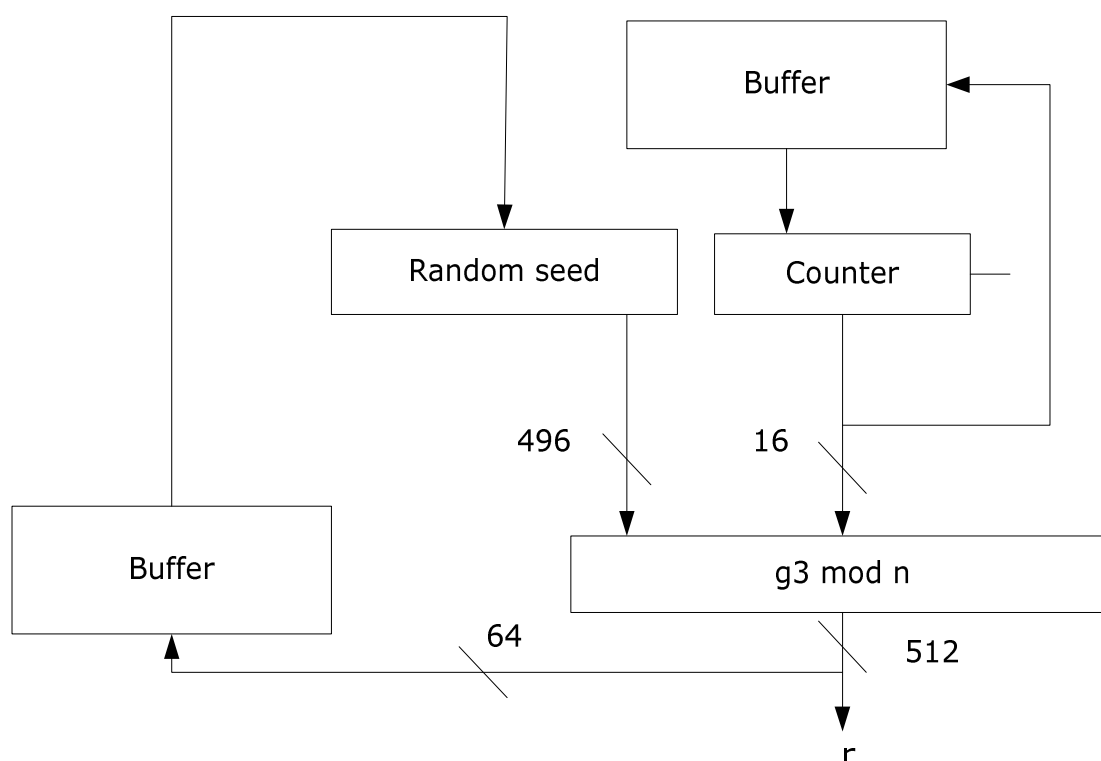 Buffer
Random seed
Counter
496
16
Buffer
g3 mod n
64
512
r